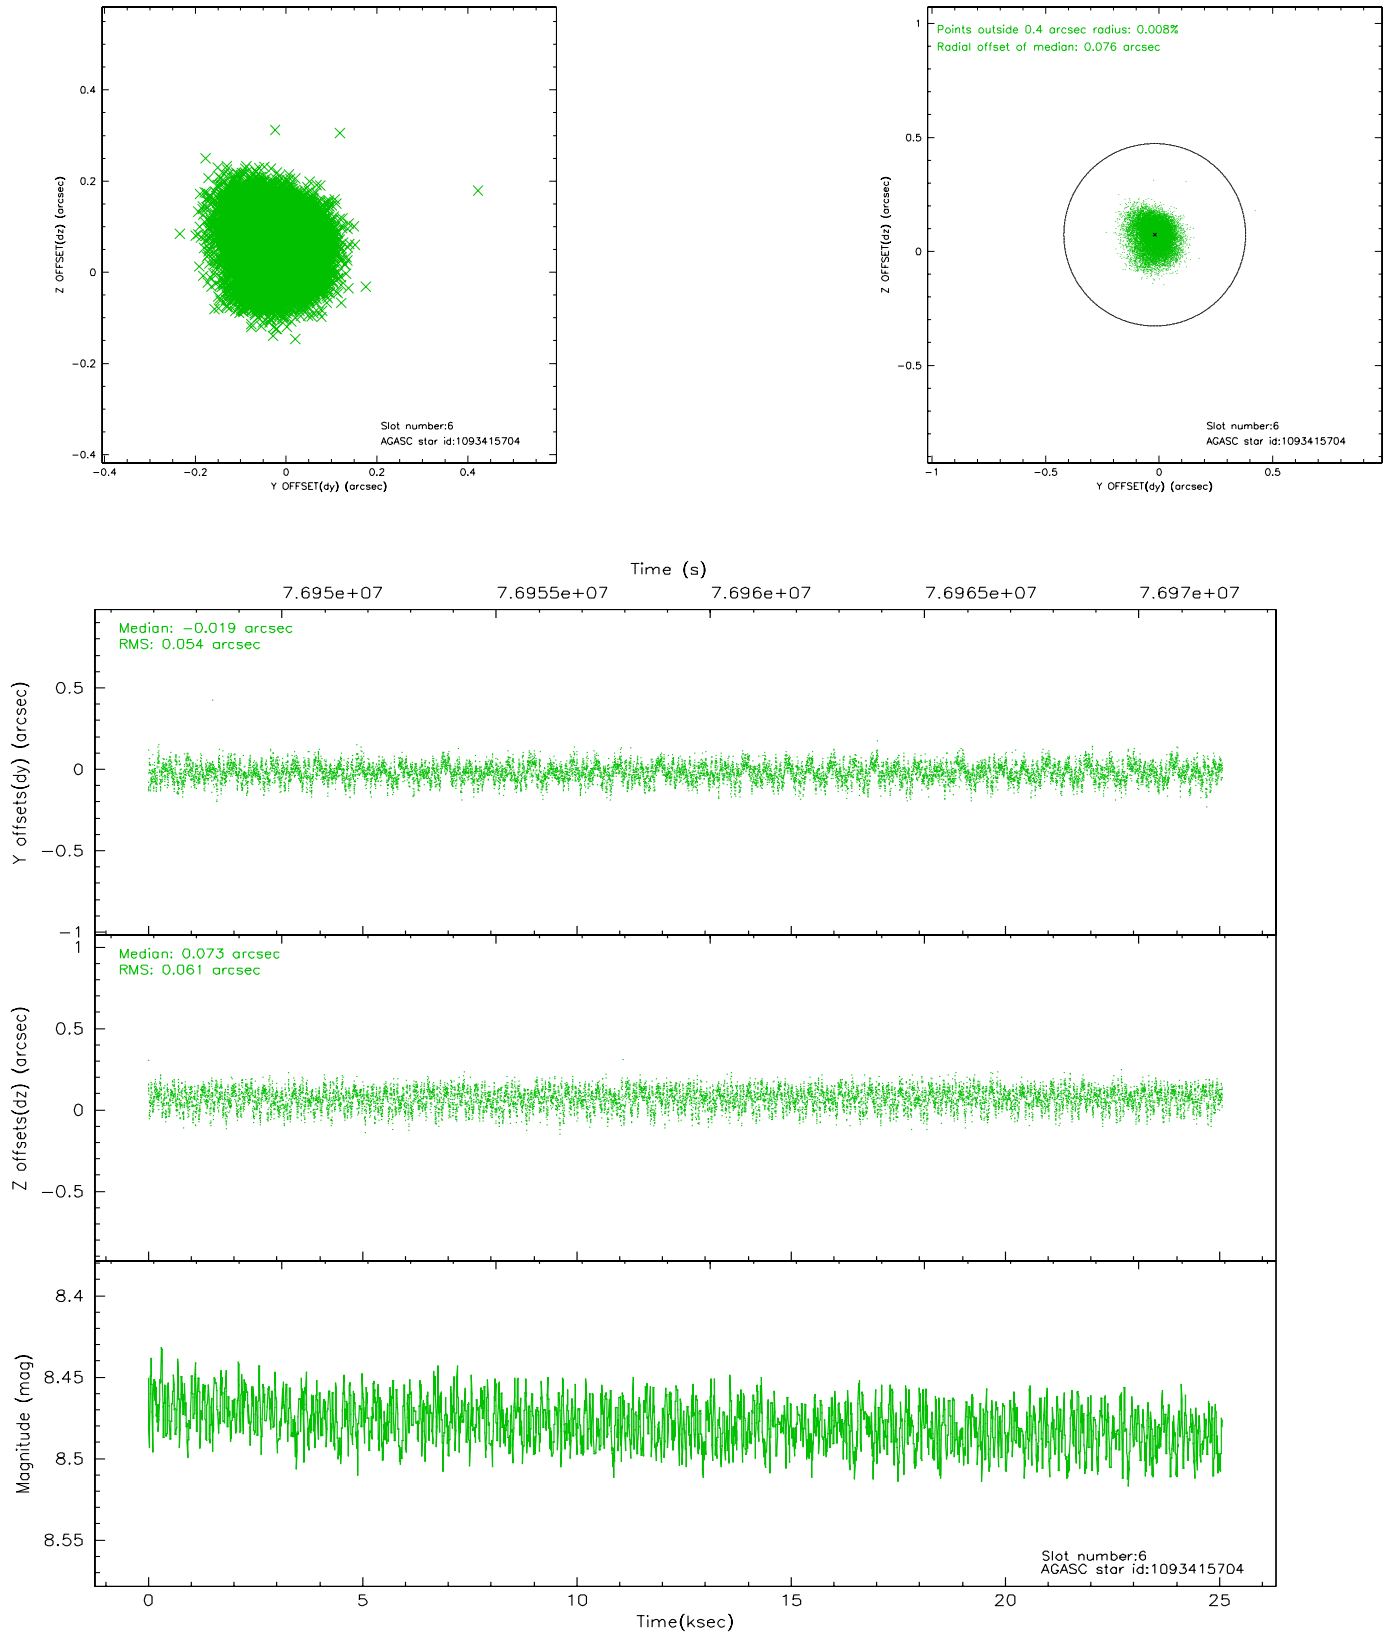 0.4
0.2
0
−0.2
−0.4
−0.4
−0.2
0
0.2
0.4
Z OFFSET(dz) (arcsec)
Y OFFSET(dy) (arcsec)
Slot number:6
AGASC star id:1093415704
Points outside 0.4 arcsec radius: 0.008%
Radial offset of median: 0.076 arcsec
1
0.5
0
−0.5
−1
−0.5
0
0.5
Z OFFSET(dz) (arcsec)
Y OFFSET(dy) (arcsec)
Slot number:6
AGASC star id:1093415704
Time (s)
7.695e+07
7.6955e+07
7.696e+07
7.6965e+07
7.697e+07
Median: −0.019 arcsec
RMS: 0.054 arcsec
0.5
0
−0.5
−1
Y offsets(dy) (arcsec)
Median: 0.073 arcsec
RMS: 0.061 arcsec
1
0.5
0
−0.5
Z offsets(dz) (arcsec)
8.4
8.45
8.5
8.55
Magnitude (mag)
Slot number:6
AGASC star id:1093415704
0
5
10
15
20
25
Time(ksec)